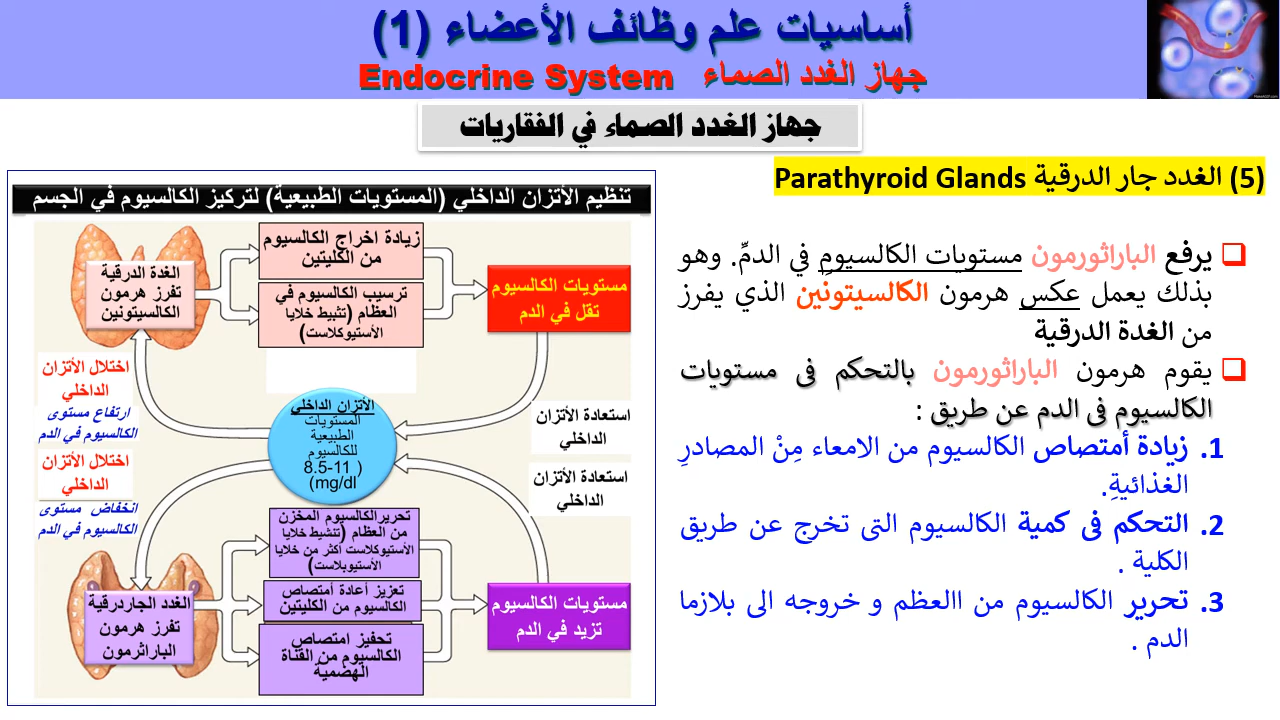 أساسيات علم وظائف الأعضاء (1)
جهاز الغدد الصماء Endocrine System
جهاز الغدد الصماء في الفقاريات
(5) الغدد جار الدرقية Parathyroid Glands
يرفع الباراثورمون مستويات الكالسيومِ في الدمِّ. وهو
بذلك يعمل عكس هرمون الكالسيتونين الذي يفرز
من الغدة الدرقية
يقوم هرمون الباراثورمون بالتحكم فى مستويات
الكالسيوم فى الدم عن طريق :
1. زيادة أمتصاص الكالسيوم من الامعاء مِنْ المصادرِ
الغذائيةِ.
2. التحكم فى كمية الكالسيوم التى تخرج عن طريق
الكلية .
3. تحرير الكالسيوم من االعظم و خروجه الى بلازما
الدم .
تنظيم الأتزان الداخلي (المستويات الطبيعية) لتركيز الكالسيوم في الجسم
الغدة الدرقية
تفرز هرمون
الكالسيتونين
زيادة اخراج الكالسيوم
من الكليتين
ترسيب الكالسيوم في
العظام (تثبيط خلايا
الأستيوكلاست)
مستويات الكالسيوم
تقل في الدم
اختلال الأتزان
الداخلي
ارتفاع مستوى
الكالسيوم في الدم
الأتزان الداخلي
المستويات
الطبيعية
للكالسيوم
( 8.5-11
mg/dl)
استعادة الأتزان
الداخلي
اختلال الأتزان
الداخلي
انخفاض مستوى
الكالسيوم في الدم
استعادة الأتزان
الداخلي
الغدد الجاردرقية
تفرز هرمون
الباراثرمون
تحريرالكالسيوم المخزن
من العظام (تنشيط خلايا
الأستيوكلاست أكثر من خلايا
الأستيوبلاست)
تعزيز أعادة أمتصاص
الكالسيوم من الكليتين
تحفيز امتصاص
الكالسيوم من القناة
الهضمية
مستويات الكالسيوم
تزيد في الدم